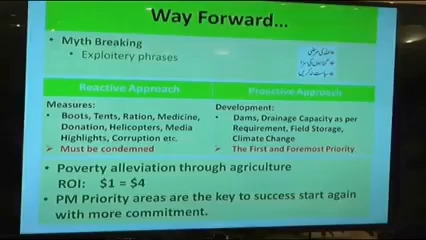 Way Forward...
• Myth Breaking
• Exploitery phrases
Reactive Approach
Measures:
• Boots, Tents, Ration, Medicine,
Donation, Helicopters, Media
Highlights, Corruption etc.
➢ Must be condemned
Proactive Approach
Development:
• Dams, Drainage Capacity as per
Requirement, Field Storage,
Climate Change
➢ The First and Foremost Priority
• Poverty alleviation through agriculture
ROI: $1 = $4
• PM Priority areas are the key to success start again
with more commitment.